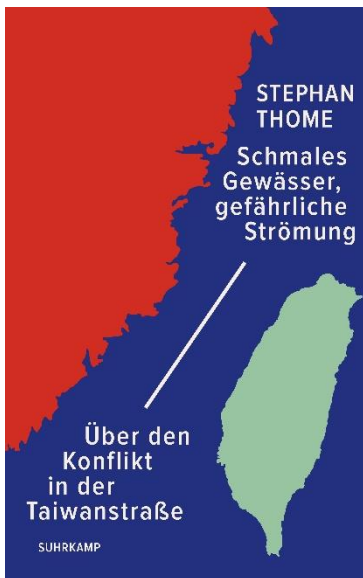 STEPHAN
THOME
Schmales
Gewässer,
gefährliche
Strömung
Über den
Konflikt
in der
Taiwanstraße
SUHRKAMP